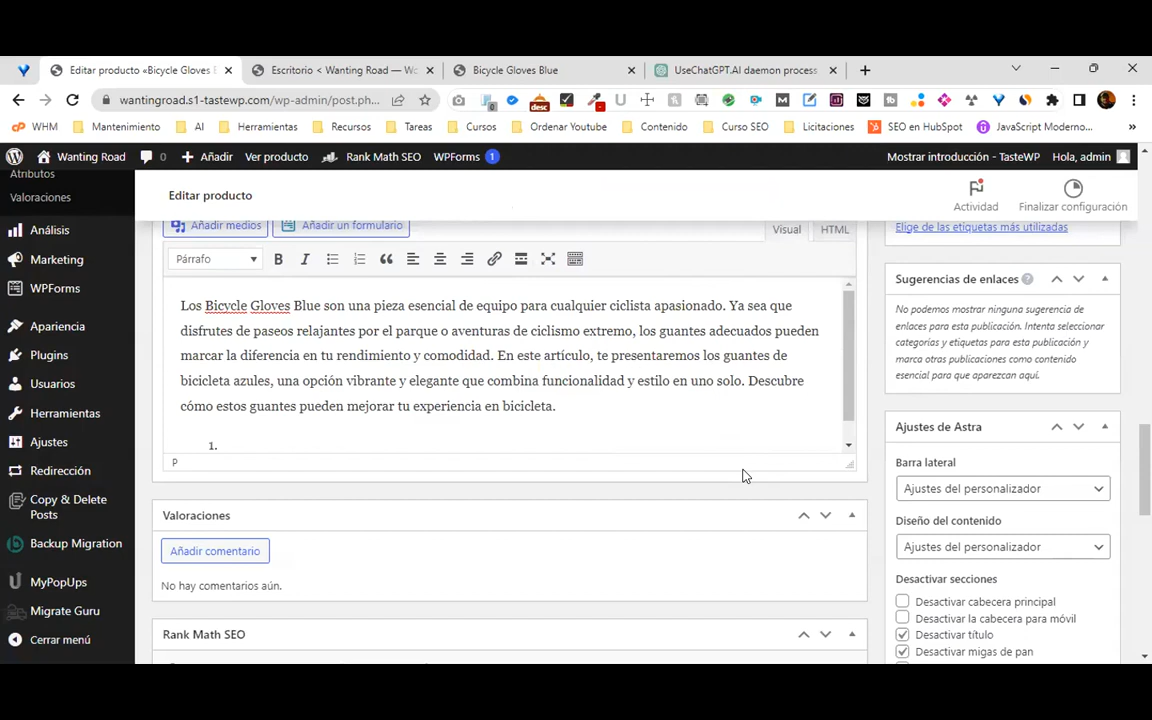 Editar producto «Bicycle Gloves B
Escritorio < Wanting Road — Wo
Bicycle Gloves Blue
UseChatGPT.AI daemon process
wantingroad.s1-tastewp.com/wp-admin/post.ph...
WHM
Mantenimiento
AI
Herramientas
Recursos
Tareas
Cursos
Ordenar Youtube
Contenido
Curso SEO
Licitaciones
SEO en HubSpot
JavaScript Moderno...
Wanting Road
0
Añadir
Ver producto
Rank Math SEO
WPForms 1
Mostrar introducción - TasteWP
Hola, admin
Atributos
Valoraciones
Análisis
Marketing
WPForms
Apariencia
Plugins
Usuarios
Herramientas
Ajustes
Redirección
Copy & Delete
Posts
Backup Migration
MyPopUps
Migrate Guru
Cerrar menú
Editar producto
Actividad
Finalizar configuración
Añadir medios
Añadir un formulario
Visual
HTML
Párrafo
B
I
Los Bicycle Gloves Blue son una pieza esencial de equipo para cualquier ciclista apasionado. Ya sea que
disfrutes de paseos relajantes por el parque o aventuras de ciclismo extremo, los guantes adecuados pueden
marcar la diferencia en tu rendimiento y comodidad. En este artículo, te presentaremos los guantes de
bicicleta azules, una opción vibrante y elegante que combina funcionalidad y estilo en uno solo. Descubre
cómo estos guantes pueden mejorar tu experiencia en bicicleta.
1.
P
Valoraciones
Añadir comentario
No hay comentarios aún.
Rank Math SEO
Elige de las etiquetas más utilizadas
Sugerencias de enlaces
No podemos mostrar ninguna sugerencia de
enlaces para esta publicación. Intenta seleccionar
categorías y etiquetas para esta publicación y
marca otras publicaciones como contenido
esencial para que aparezcan aquí.
Ajustes de Astra
Barra lateral
Ajustes del personalizador
Diseño del contenido
Ajustes del personalizador
Desactivar secciones
Desactivar cabecera principal
Desactivar la cabecera para móvil
Desactivar título
Desactivar migas de pan